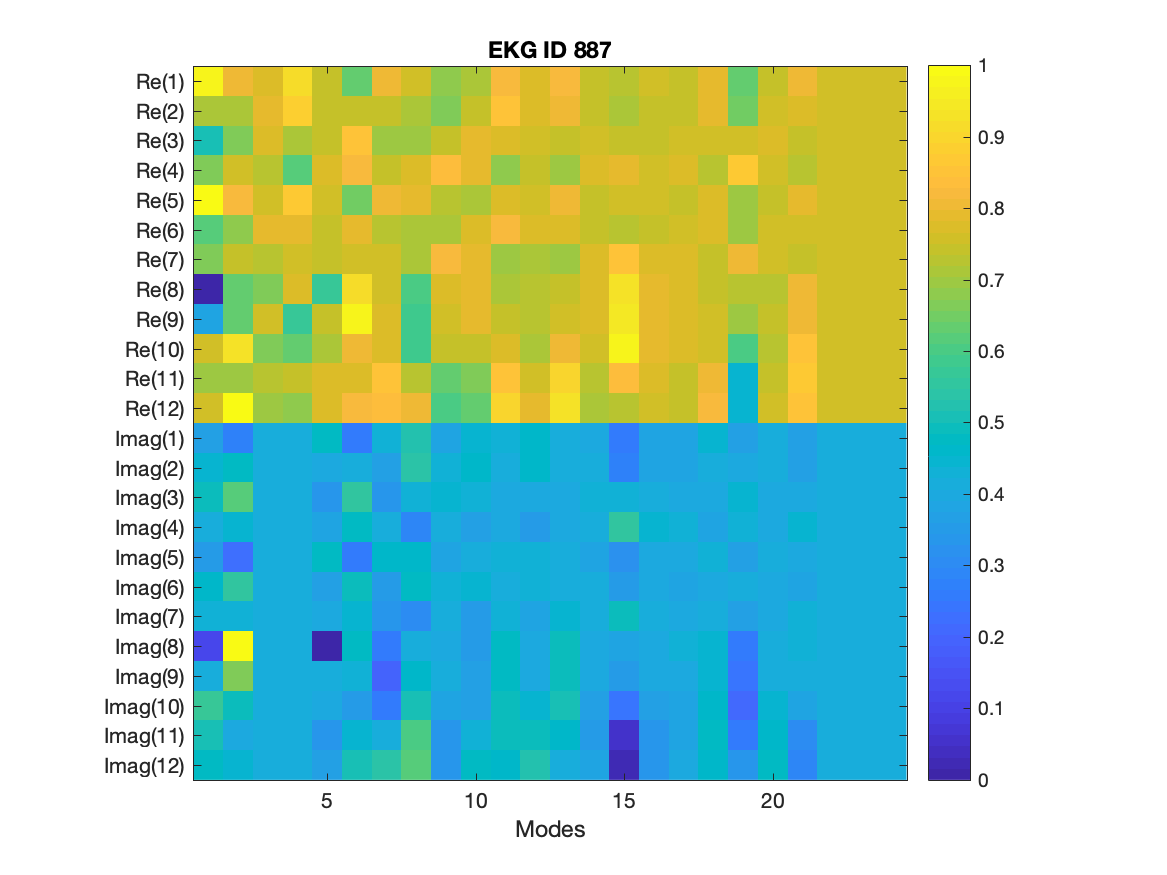 EKG ID 887
Re(1)
Re(2)
Re(3)
Re(4)
Re(5)
Re(6)
Re(7)
Re(8)
Re(9)
Re(10)
Re(11)
Re(12)
Imag(1)
Imag(2)
Imag(3)
Imag(4)
Imag(5)
Imag(6)
Imag(7)
Imag(8)
Imag(9)
Imag(10)
Imag(11)
Imag(12)
5 10 15 20
Modes
1
0.9
0.8
0.7
0.6
0.5
0.4
0.3
0.2
0.1
0